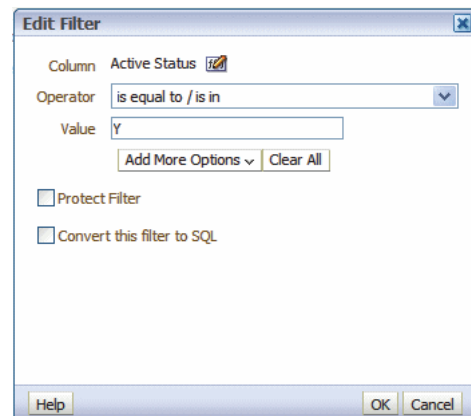 Edit Filter
Column Active Status
Operator is equal to / is in
Value Y
Add More Options Clear All
Protect Filter
Convert this filter to SQL
Help OK Cancel